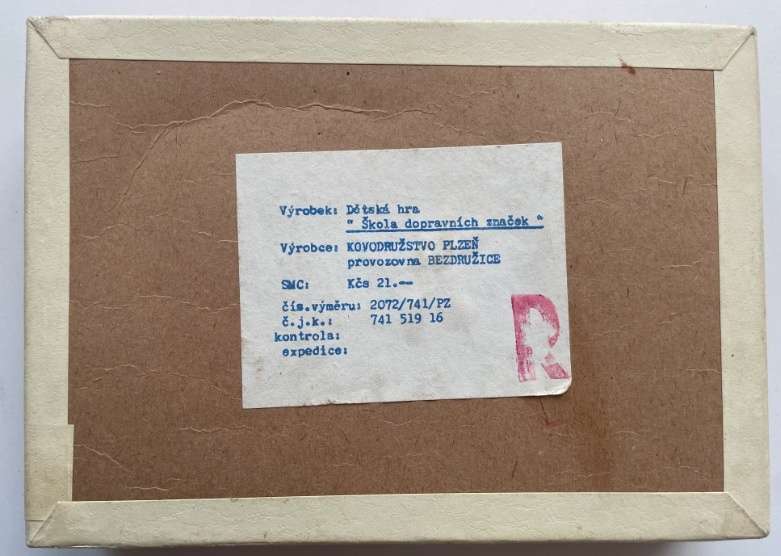 Výrobek: Dětská hra
" Škola dopravních značek "
Výrobce: KOVODRUŽSTVO PLZEŇ
provozovna BEZDRUŽICE
SMC: Kčs 21.--
čís.výměru: 2072/741/PZ
č.j.k.: 741 519 16
kontrola:
expedice:
R